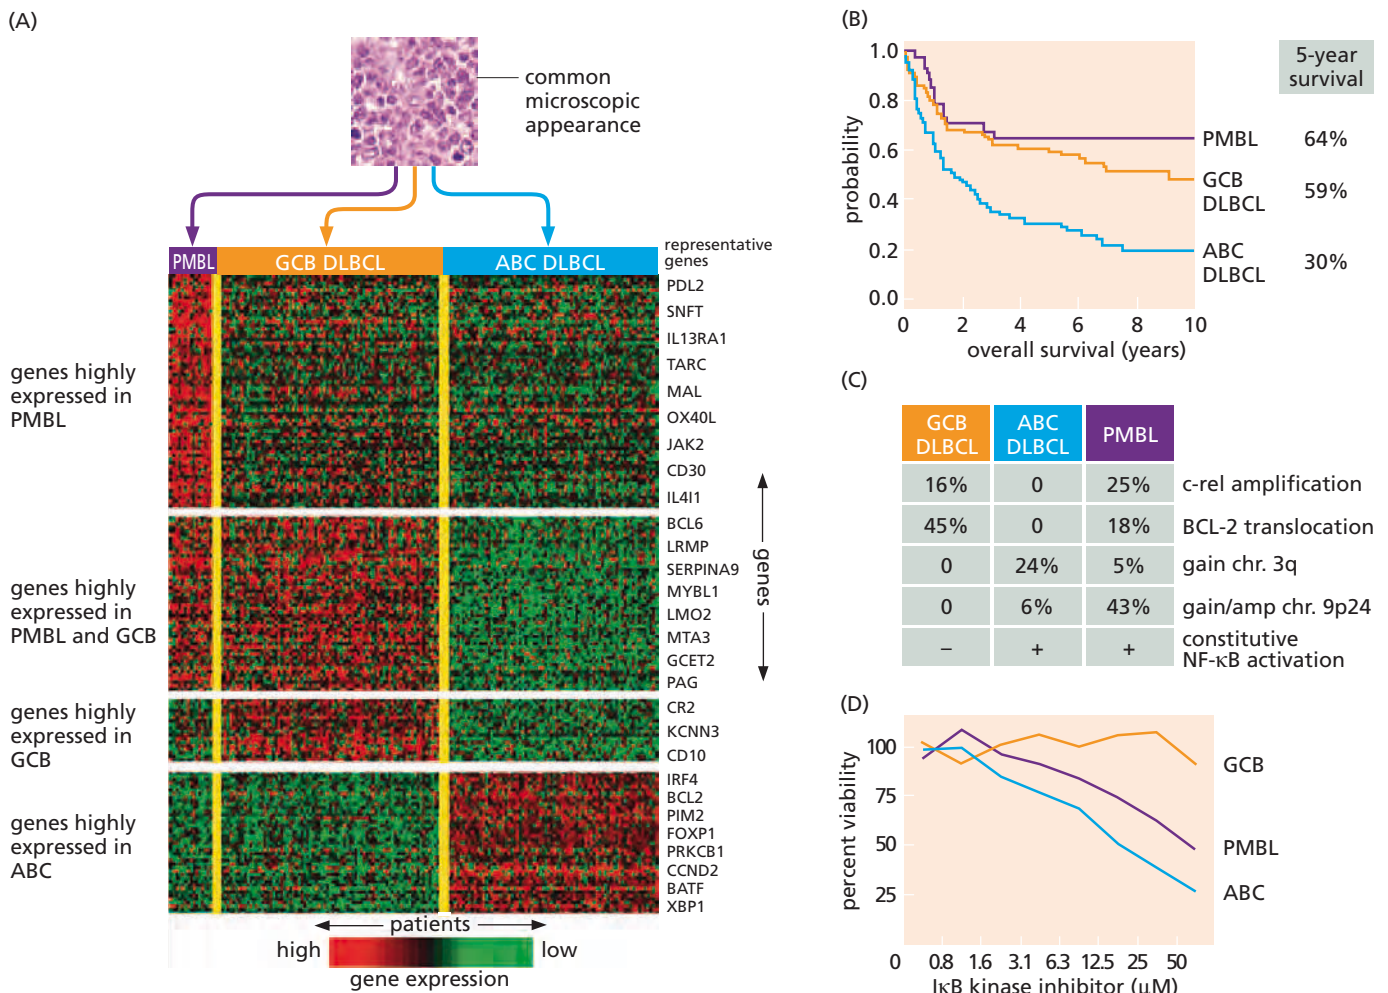 (A)
common
microscopic
appearance
representative
genes
PMBL
GCB DLBCL
ABC DLBCL
genes highly
expressed in
PMBL
PDL2
SNFT
IL13RA1
TARC
MAL
OX40L
JAK2
CD30
IL4I1
genes highly
expressed in
PMBL and GCB
BCL6
LRMP
SERPINA9
MYBL1
LMO2
MTA3
GCET2
PAG
genes
genes highly
expressed in
GCB
CR2
KCNN3
CD10
genes highly
expressed in
ABC
IRF4
BCL2
PIM2
FOXP1
PRKCB1
CCND2
BATF
XBP1
patients
high
low
gene expression
(B)
probability
1.0
0.8
0.6
0.4
0.2
0.0
0 2 4 6 8 10
overall survival (years)
5-year
survival
PMBL 64%
GCB
DLBCL 59%
ABC
DLBCL 30%
(C)
GCB
DLBCL
ABC
DLBCL
PMBL
16% 0 25% c-rel amplification
45% 0 18% BCL-2 translocation
0 24% 5% gain chr. 3q
0 6% 43% gain/amp chr. 9p24
– + + constitutive
NF-κB activation
(D)
percent viability
100
75
50
25
GCB
PMBL
ABC
0 0.8 1.6 3.1 6.3 12.5 25 50
IκB kinase inhibitor (μM)